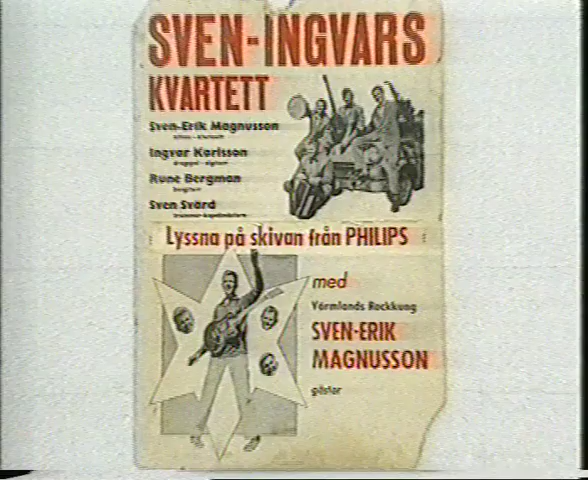 SVEN-INGVARS
KVARTETT
Sven-Erik Magnusson
Ingvar Karlsson
Rune Bergman
Sven Svärd
Lyssna på skivan från PHILIPS
med
Värmlands Rockkung
SVEN-ERIK
MAGNUSSON
gästar